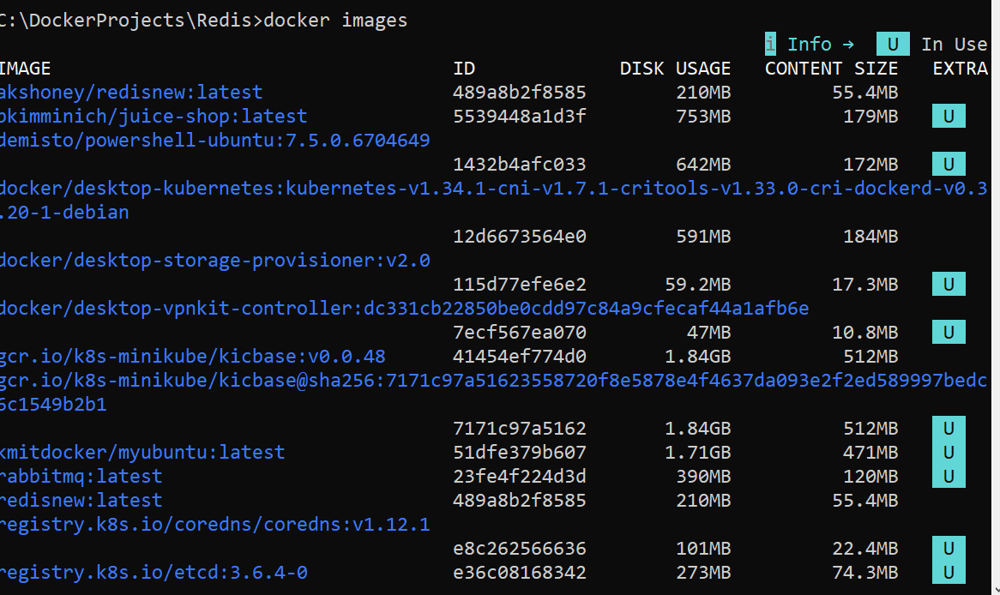 C:\DockerProjects\Redis>docker images
i Info → U In Use
IMAGE ID DISK USAGE CONTENT SIZE EXTRA
akshoney/redisnew:latest 489a8b2f8585 210MB 55.4MB
bkimminich/juice-shop:latest 5539448a1d3f 753MB 179MB U
demisto/powershell-ubuntu:7.5.0.6704649
1432b4afc033 642MB 172MB U
docker/desktop-kubernetes:kubernetes-v1.34.1-cni-v1.7.1-critools-v1.33.0-cri-dockerd-v0.3
.20-1-debian
12d6673564e0 591MB 184MB
docker/desktop-storage-provisioner:v2.0
115d77efe6e2 59.2MB 17.3MB U
docker/desktop-vpnkit-controller:dc331cb22850be0cdd97c84a9cfecaf44a1afb6e
7ecf567ea070 47MB 10.8MB U
gcr.io/k8s-minikube/kicbase:v0.0.48 41454ef774d0 1.84GB 512MB
gcr.io/k8s-minikube/kicbase@sha256:7171c97a51623558720f8e5878e4f4637da093e2f2ed589997bedc
6c1549b2b1
7171c97a5162 1.84GB 512MB U
kmitdocker/myubuntu:latest 51dfe379b607 1.71GB 471MB U
rabbitmq:latest 23fe4f224d3d 390MB 120MB U
redisnew:latest 489a8b2f8585 210MB 55.4MB
registry.k8s.io/coredns/coredns:v1.12.1
e8c262566636 101MB 22.4MB U
registry.k8s.io/etcd:3.6.4-0 e36c08168342 273MB 74.3MB U